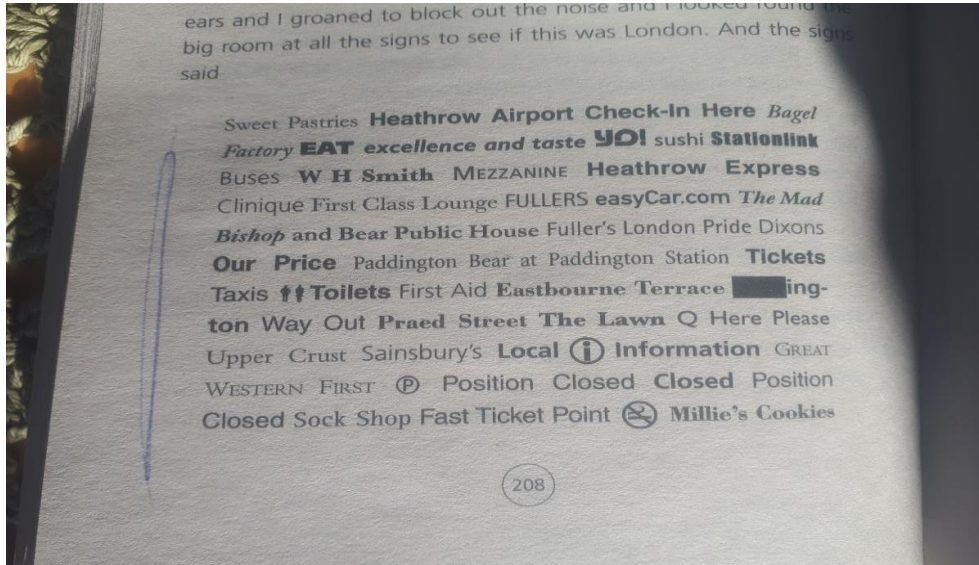 ears and I groaned to block out the noise and I looked round the
big room at all the signs to see if this was London. And the signs
said
Sweet Pastries Heathrow Airport Check-In Here Bagel
Factory EAT excellence and taste YO! sushi Stationlink
Buses W H Smith MEZZANINE Heathrow Express
Clinique First Class Lounge FULLERS easyCar.com The Mad
Bishop and Bear Public House Fuller's London Pride Dixons
Our Price Paddington Bear at Paddington Station Tickets
Taxis Toilets First Aid Eastbourne Terrace ing-
ton Way Out Praed Street The Lawn Q Here Please
Upper Crust Sainsbury's Local i Information GREAT
WESTERN FIRST P Position Closed Closed Position
Closed Sock Shop Fast Ticket Point Millie's Cookies
208